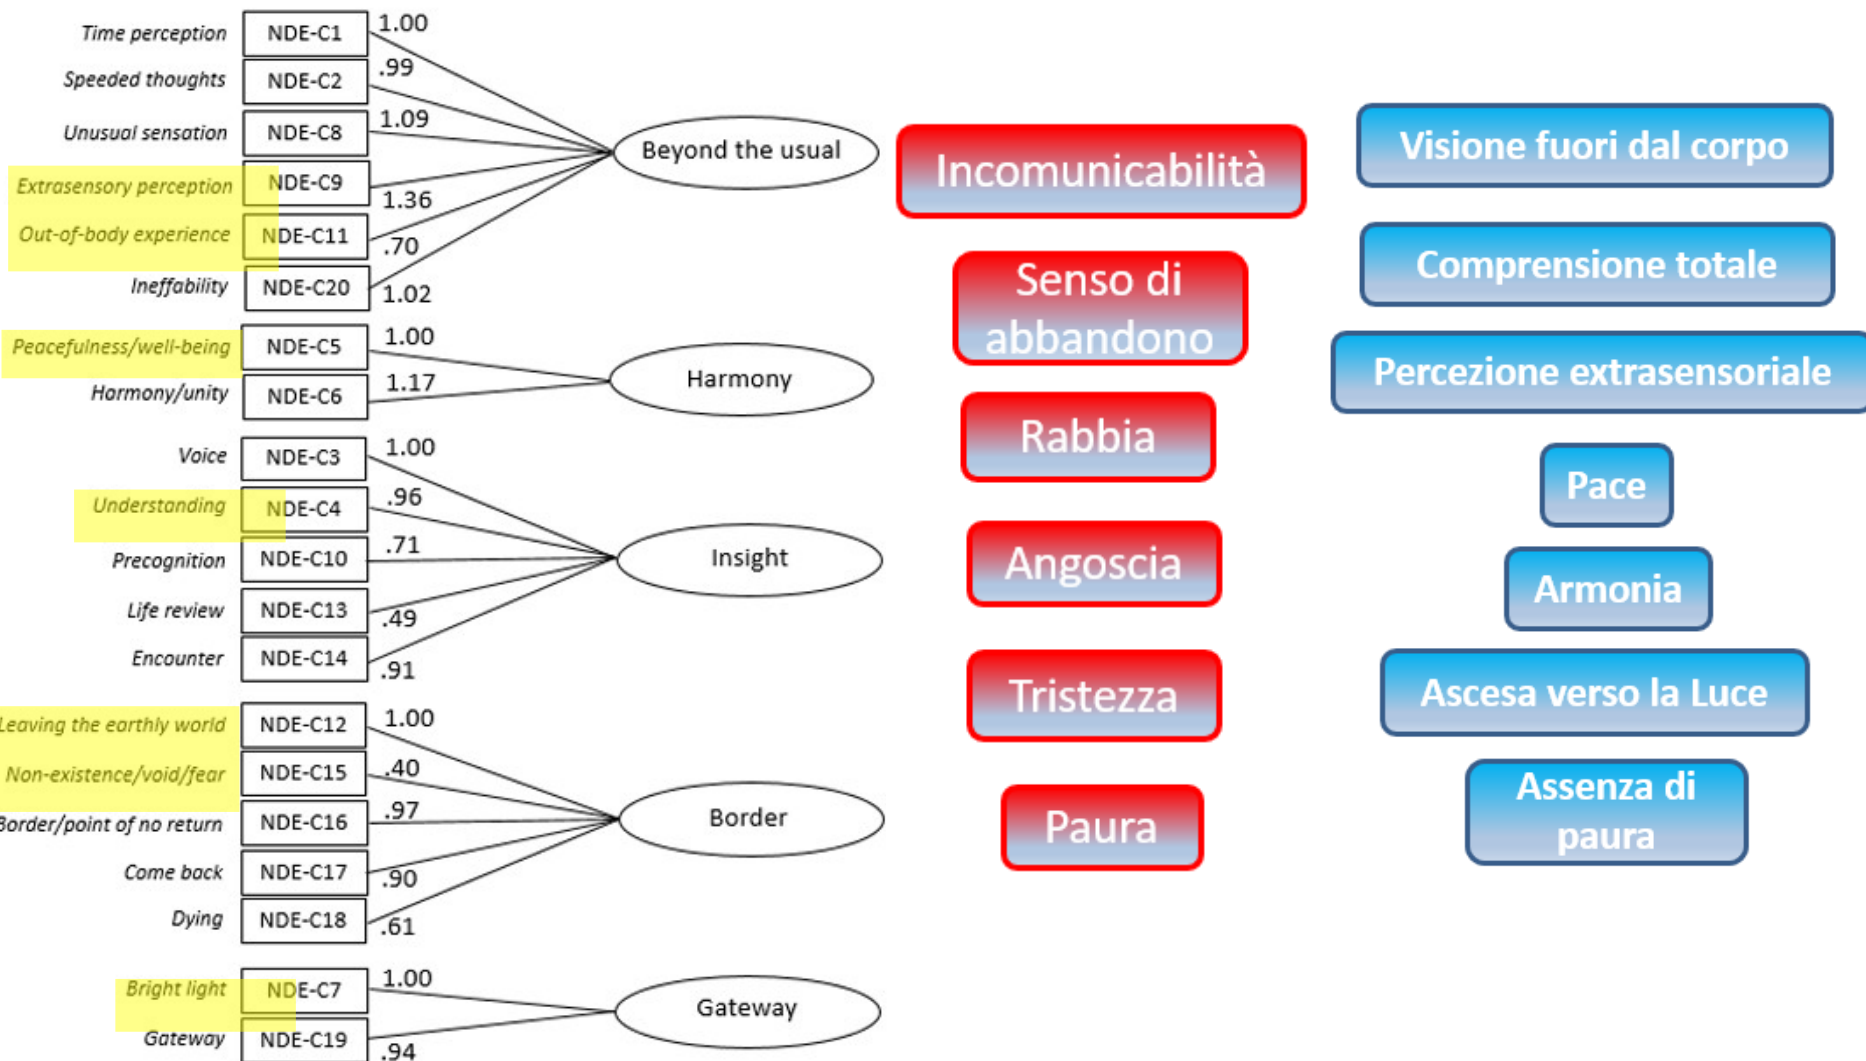 Time perception NDE-C1 1.00
Speeded thoughts NDE-C2 .99
Unusual sensation NDE-C8 1.09
Extrasensory perception NDE-C9 1.36
Out-of-body experience NDE-C11 .70
Ineffability NDE-C20 1.02
Beyond the usual
Peacefulness/well-being NDE-C5 1.00
Harmony/unity NDE-C6 1.17
Harmony
Voice NDE-C3 1.00
Understanding NDE-C4 .96
Precognition NDE-C10 .71
Life review NDE-C13 .49
Encounter NDE-C14 .91
Insight
Leaving the earthly world NDE-C12 1.00
Non-existence/void/fear NDE-C15 .40
Border/point of no return NDE-C16 .97
Come back NDE-C17 .90
Dying NDE-C18 .61
Border
Bright light NDE-C7 1.00
Gateway NDE-C19 .94
Gateway
Incomunicabilità
Senso di
abbandono
Rabbia
Angoscia
Tristezza
Paura
Visione fuori dal corpo
Comprensione totale
Percezione extrasensoriale
Pace
Armonia
Ascesa verso la Luce
Assenza di
paura